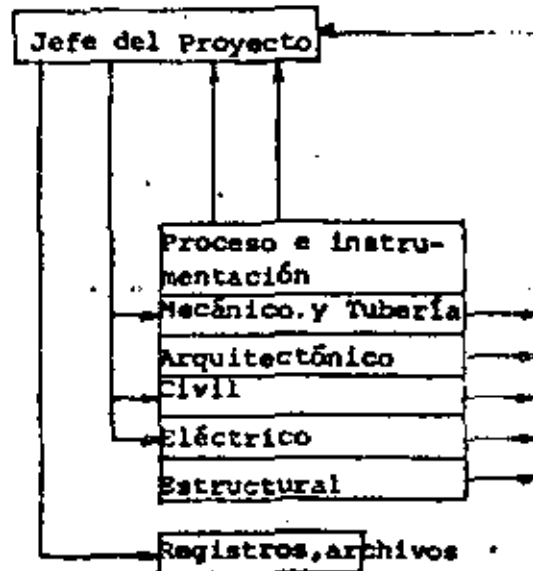 Jefe del Proyecto
Proceso e instru-
mentación
Mecánico.y Tubería
Arquitectónico
Civil
Eléctrico
Estructural
Registros,archivos